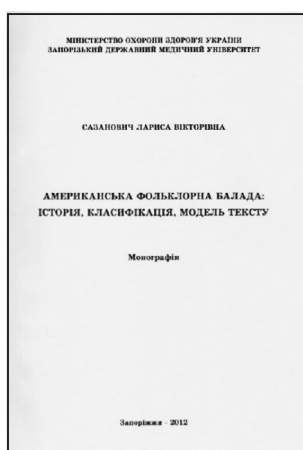 МІНІСТЕРСТВО ОХОРОНИ ЗДОРОВ'Я УКРАЇНИ
ЗАПОРІЗЬКИЙ ДЕРЖАВНИЙ МЕДИЧНИЙ УНІВЕРСИТЕТ
САЗАНОВИЧ ЛАРИСА ВІКТОРІВНА
АМЕРИКАНСЬКА ФОЛЬКЛОРНА БАЛАДА:
ІСТОРІЯ, КЛАСИФІКАЦІЯ, МОДЕЛЬ ТЕКСТУ
Монографія
Запоріжжя - 2012